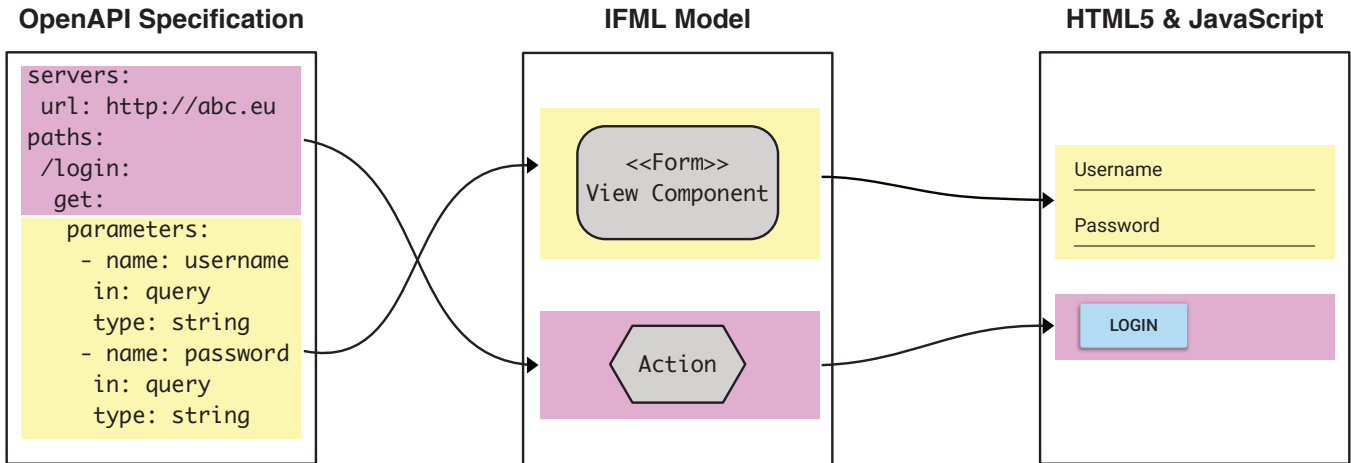 OpenAPI Specification
servers:
url: http://abc.eu
paths:
/login:
get:
parameters:
- name: username
in: query
type: string
- name: password
in: query
type: string
IFML Model
<<Form>>
View Component
Action
HTML5 & JavaScript
Username
Password
LOGIN